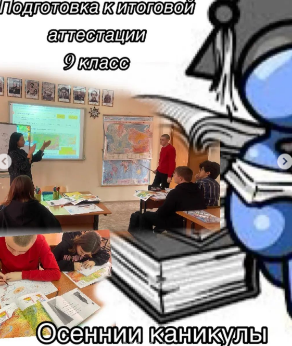 Подготовка к итоговой
аттестации
9 класс
Осеннии каникулы